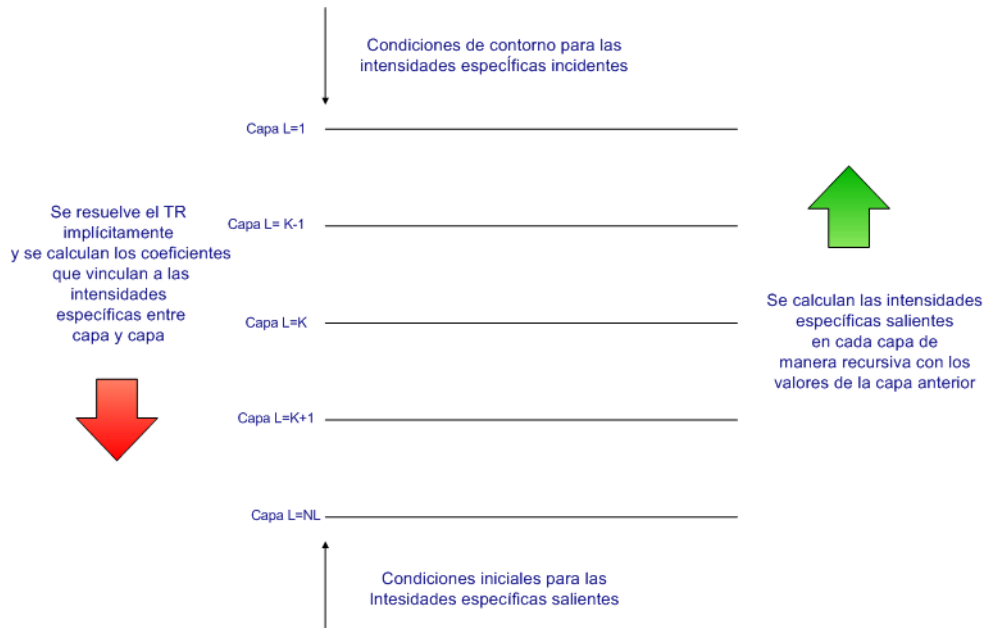 Condiciones de contorno para las
intensidades específicas incidentes
Capa L=1
Capa L= K-1
Capa L=K
Capa L=K+1
Capa L=NL
Se resuelve el TR
implícitamente
y se calculan los coeficientes
que vinculan a las
intensidades
específicas entre
capa y capa
Se calculan las intensidades
específicas salientes
en cada capa de
manera recursiva con los
valores de la capa anterior
Condiciones iniciales para las
Intesidades específicas salientes